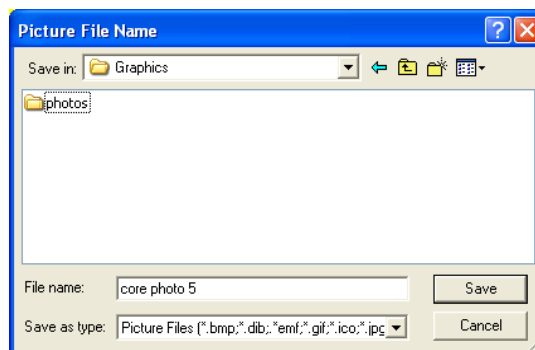 Picture File Name
Save in: Graphics
photos
File name: core photo 5 Save
Save as type: Picture Files (*.bmp;*.dib;.*emf;*.gif;*.ico;*.jpg Cancel